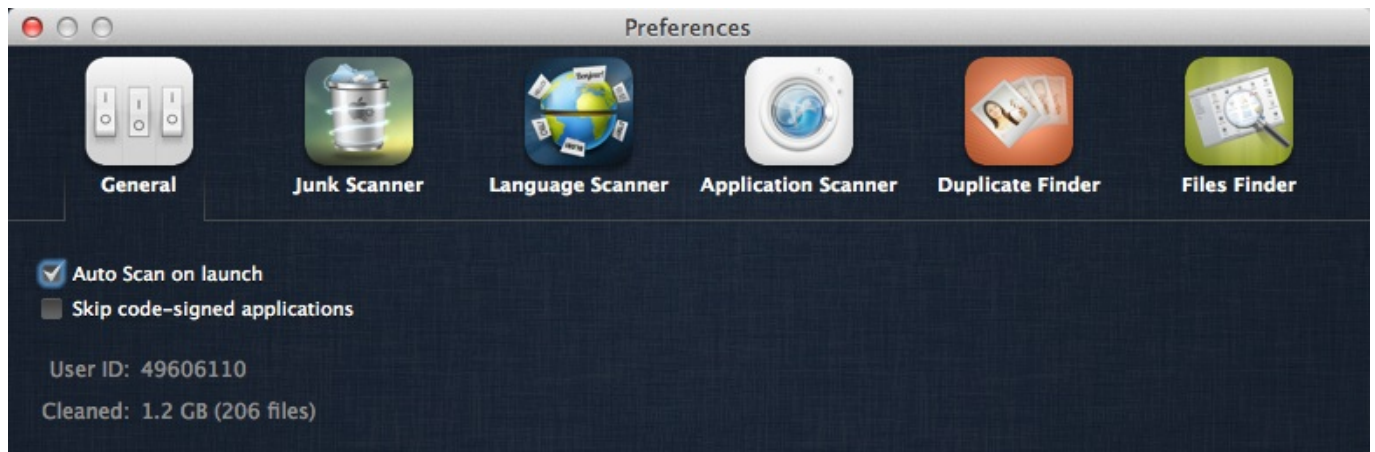 Preferences
General
Junk Scanner
Language Scanner
Application Scanner
Duplicate Finder
Files Finder
Auto Scan on launch
Skip code-signed applications
User ID: 49606110
Cleaned: 1.2 GB (206 files)
Bonjour!